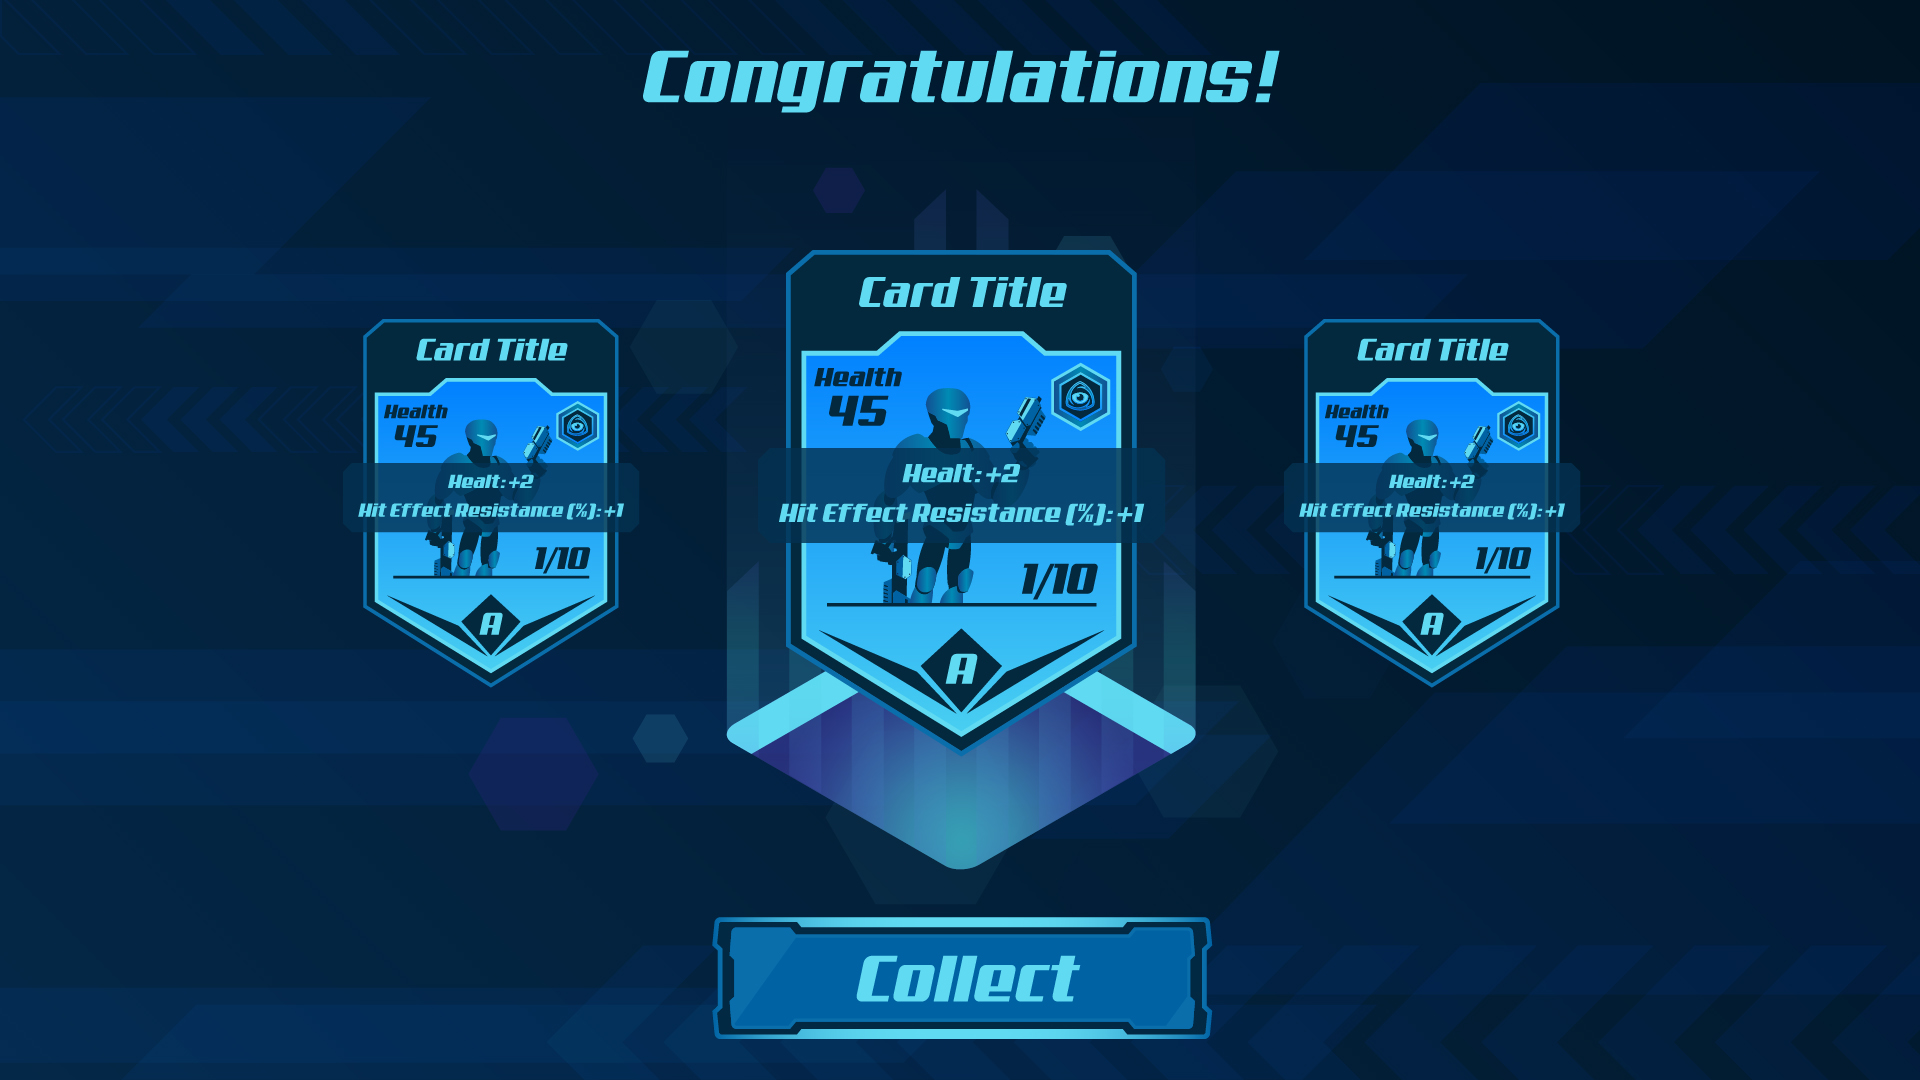 Congratulations!
Card Title
Health
45
Healt:+2
Hit Effect Resistance (%):+1
1/10
A
Card Title
Health
45
Healt:+2
Hit Effect Resistance (%):+1
1/10
A
Card Title
Health
45
Healt:+2
Hit Effect Resistance (%):+1
1/10
A
Collect